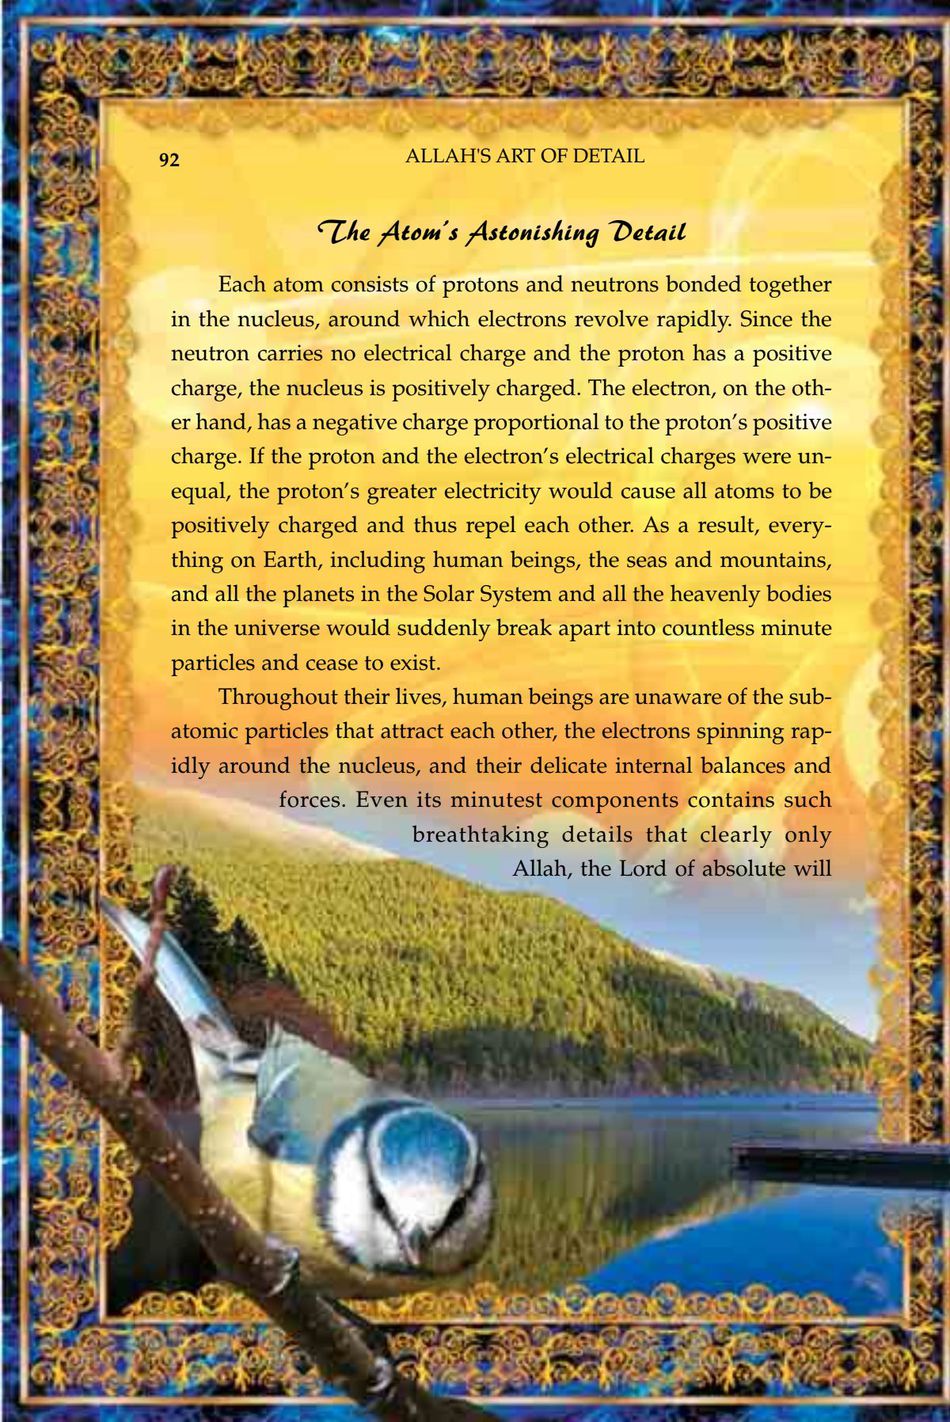 92
ALLAH'S ART OF DETAIL
The Atom's Astonishing Detail
Each atom consists of protons and neutrons bonded together
in the nucleus, around which electrons revolve rapidly. Since the
neutron carries no electrical charge and the proton has a positive
charge, the nucleus is positively charged. The electron, on the oth-
er hand, has a negative charge proportional to the proton's positive
charge. If the proton and the electron's electrical charges were un-
equal, the proton's greater electricity would cause all atoms to be
positively charged and thus repel each other. As a result, every-
thing on Earth, including human beings, the seas and mountains,
and all the planets in the Solar System and all the heavenly bodies
in the universe would suddenly break apart into countless minute
particles and cease to exist.
Throughout their lives, human beings are unaware of the sub-
atomic particles that attract each other, the electrons spinning rap-
idly around the nucleus, and their delicate internal balances and
forces. Even its minutest components contains such
breathtaking details that clearly only
Allah, the Lord of absolute will